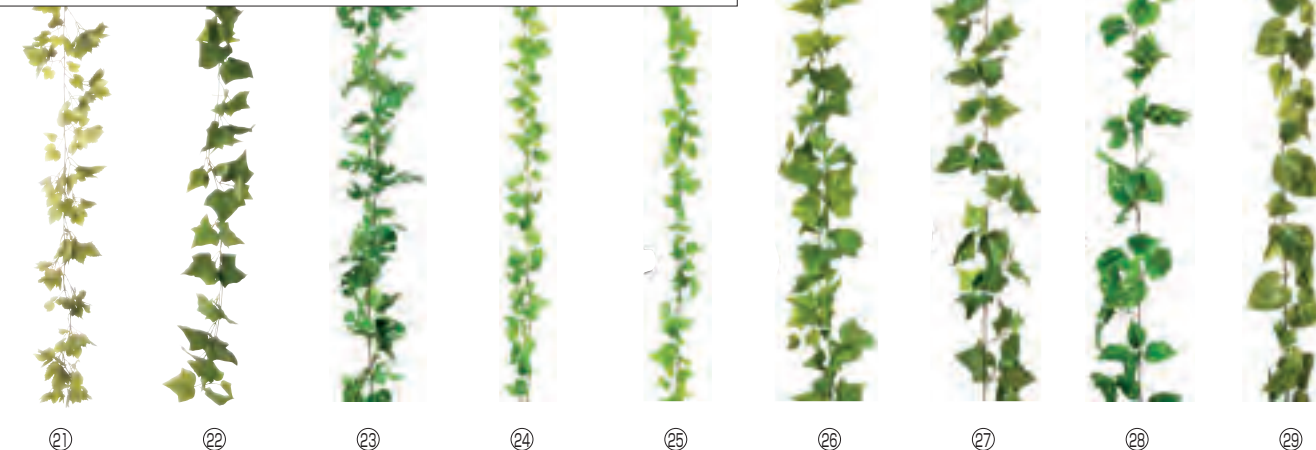 ㉑ ㉒ ㉓ ㉔ ㉕ ㉖ ㉗ ㉘ ㉙